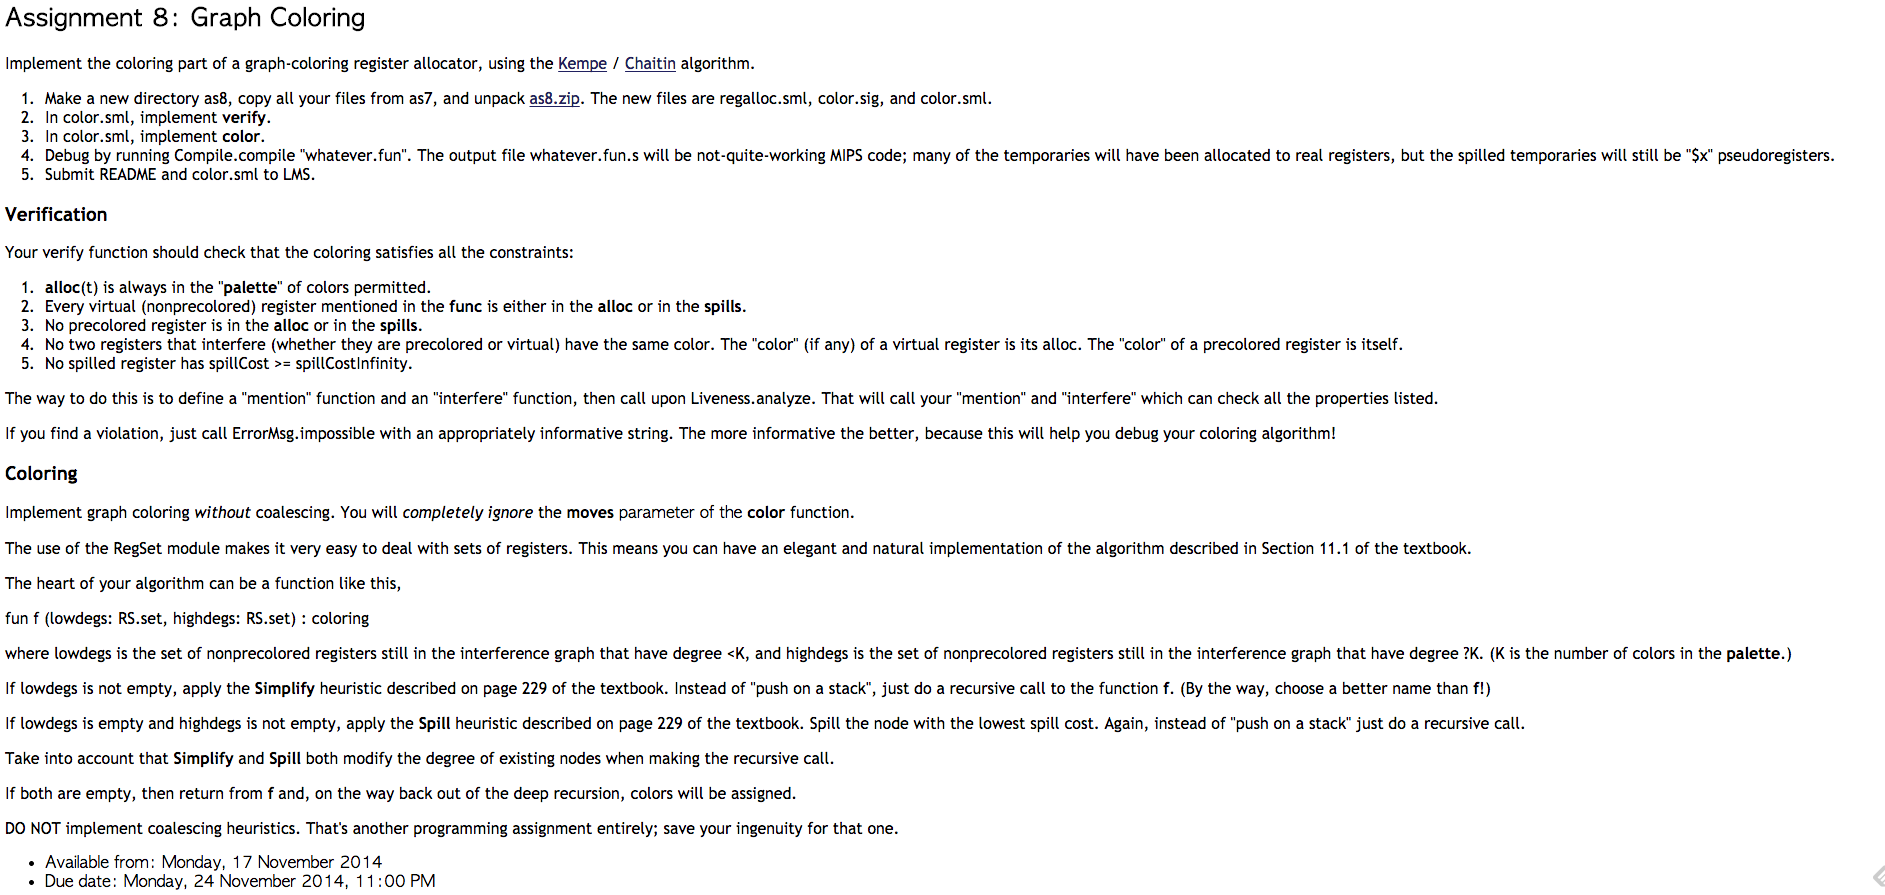 Assignment 8: Graph Coloring
Implement the coloring part of a graph-coloring register allocator, using the Kempe / Chaitin algorithm.
1. Make a new directory as8, copy all your files from as7, and unpack as8.zip. The new files are regalloc.sml, color.sig, and color.sml.
2. In color.sml, implement verify.
3. In color.sml, implement color.
4. Debug by running Compile.compile "whatever.fun". The output file whatever.fun.s will be not-quite-working MIPS code; many of the temporaries will have been allocated to real registers, but the spilled temporaries will still be "$x" pseudoregisters.
5. Submit README and color.sml to LMS.
Verification
Your verify function should check that the coloring satisfies all the constraints:
1. alloc(t) is always in the "palette" of colors permitted.
2. Every virtual (nonprecolored) register mentioned in the func is either in the alloc or in the spills.
3. No precolored register is in the alloc or in the spills.
4. No two registers that interfere (whether they are precolored or virtual) have the same color. The "color" (if any) of a virtual register is its alloc. The "color" of a precolored register is itself.
5. No spilled register has spillCost >= spillCostInfinity.
The way to do this is to define a "mention" function and an "interfere" function, then call upon Liveness.analyze. That will call your "mention" and "interfere" which can check all the properties listed.
If you find a violation, just call ErrorMsg.impossible with an appropriately informative string. The more informative the better, because this will help you debug your coloring algorithm!
Coloring
Implement graph coloring without coalescing. You will completely ignore the moves parameter of the color function.
The use of the RegSet module makes it very easy to deal with sets of registers. This means you can have an elegant and natural implementation of the algorithm described in Section 11.1 of the textbook.
The heart of your algorithm can be a function like this,
fun f (lowdegs: RS.set, highdegs: RS.set) : coloring
where lowdegs is the set of nonprecolored registers still in the interference graph that have degree <K, and highdegs is the set of nonprecolored registers still in the interference graph that have degree ?K. (K is the number of colors in the palette.)
If lowdegs is not empty, apply the Simplify heuristic described on page 229 of the textbook. Instead of "push on a stack", just do a recursive call to the function f. (By the way, choose a better name than f!)
If lowdegs is empty and highdegs is not empty, apply the Spill heuristic described on page 229 of the textbook. Spill the node with the lowest spill cost. Again, instead of "push on a stack" just do a recursive call.
Take into account that Simplify and Spill both modify the degree of existing nodes when making the recursive call.
If both are empty, then return from f and, on the way back out of the deep recursion, colors will be assigned.
DO NOT implement coalescing heuristics. That's another programming assignment entirely; save your ingenuity for that one.
• Available from: Monday, 17 November 2014
• Due date: Monday, 24 November 2014, 11:00 PM